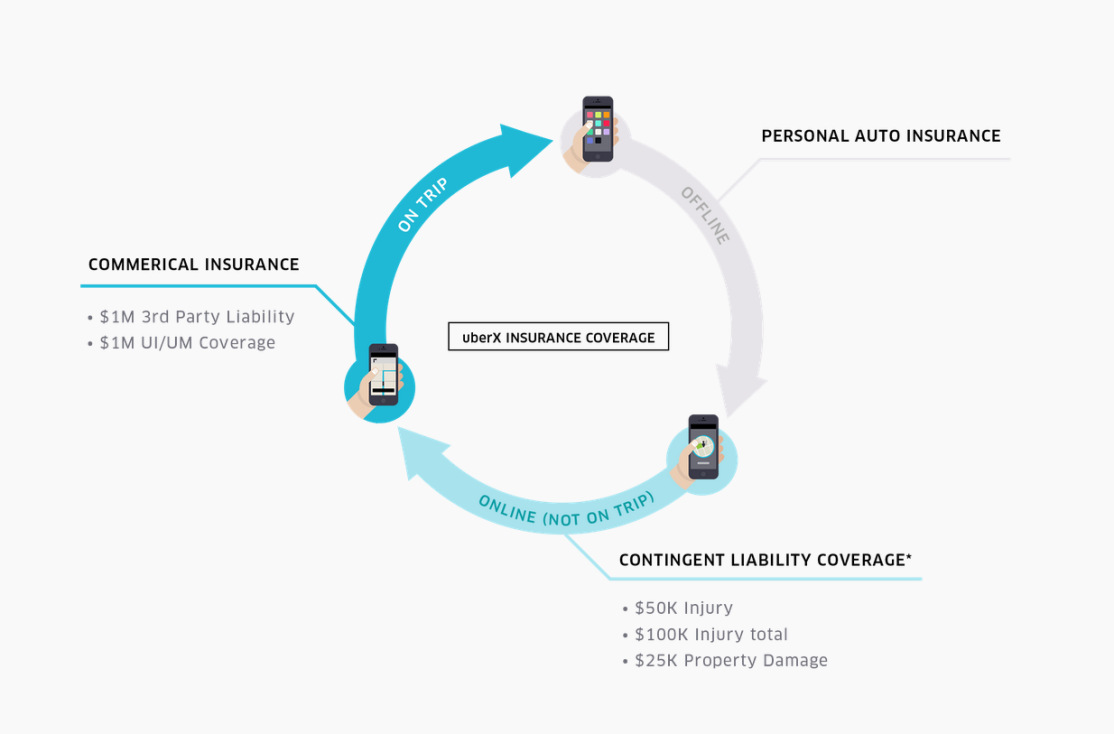 PERSONAL AUTO INSURANCE
ON TRIP
OFFLINE
COMMERICAL INSURANCE
• $1M 3rd Party Liability
• $1M UI/UM Coverage
uberX INSURANCE COVERAGE
ONLINE (NOT ON TRIP)
CONTINGENT LIABILITY COVERAGE*
• $50K Injury
• $100K Injury total
• $25K Property Damage